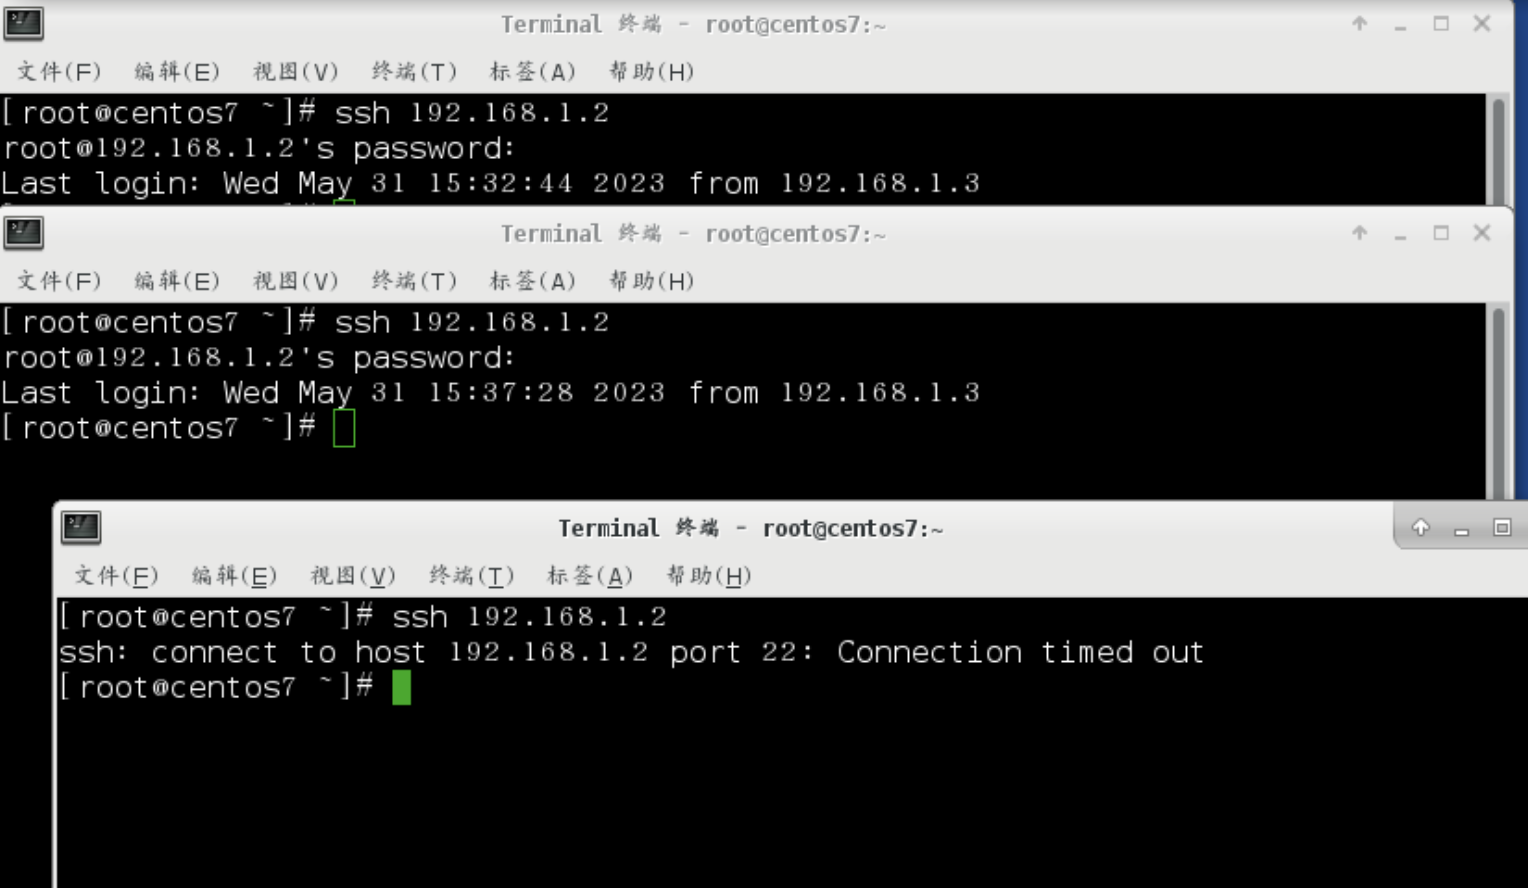 Terminal 终端 - root@centos7:~
文件(F) 编辑(E) 视图(V) 终端(T) 标签(A) 帮助(H)
[root@centos7 ~]# ssh 192.168.1.2
root@192.168.1.2's password:
Last login: Wed May 31 15:32:44 2023 from 192.168.1.3
Terminal 终端 - root@centos7:~
文件(F) 编辑(E) 视图(V) 终端(T) 标签(A) 帮助(H)
[root@centos7 ~]# ssh 192.168.1.2
root@192.168.1.2's password:
Last login: Wed May 31 15:37:28 2023 from 192.168.1.3
[root@centos7 ~]#
Terminal 终端 - root@centos7:~
文件(F) 编辑(E) 视图(V) 终端(T) 标签(A) 帮助(H)
[root@centos7 ~]# ssh 192.168.1.2
ssh: connect to host 192.168.1.2 port 22: Connection timed out
[root@centos7 ~]#